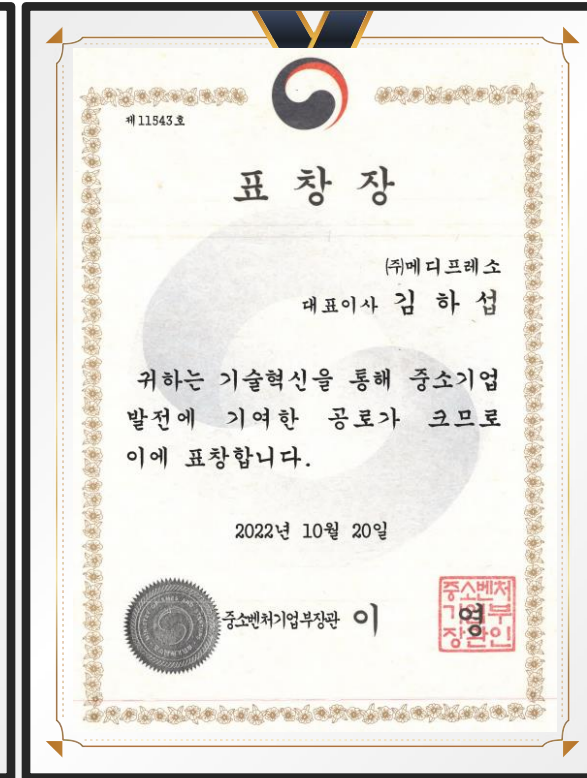 제11543호
표 창 장
(주)메디프레소
대표이사 김 하 섭
귀하는 기술혁신을 통해 중소기업
발전에 기여한 공로가 크므로
이에 표창합니다.
2022년 10월 20일
중소벤처기업부장관 이 영
중소벤처
기업부
장관인